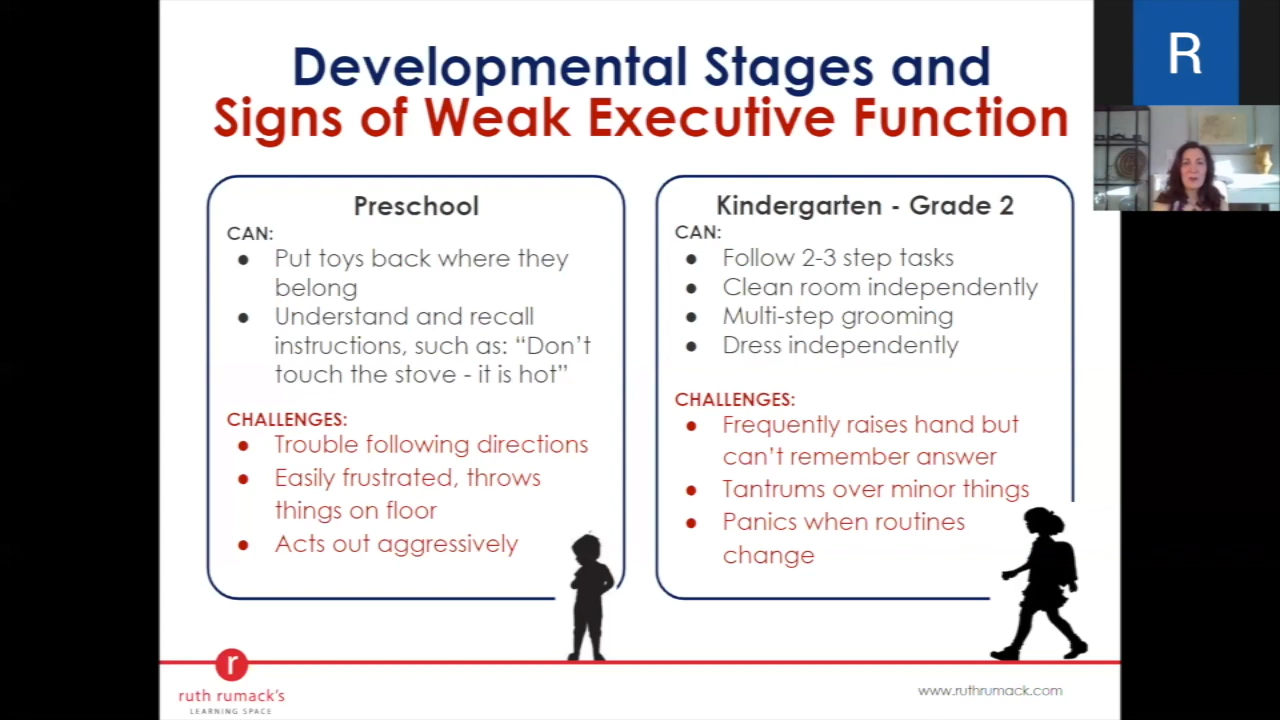 Developmental Stages and
Signs of Weak Executive Function
R
Preschool
CAN:
● Put toys back where they
belong
● Understand and recall
instructions, such as: “Don’t
touch the stove - it is hot”
CHALLENGES:
● Trouble following directions
● Easily frustrated, throws
things on floor
● Acts out aggressively
Kindergarten - Grade 2
CAN:
● Follow 2-3 step tasks
● Clean room independently
● Multi-step grooming
● Dress independently
CHALLENGES:
● Frequently raises hand but
can’t remember answer
● Tantrums over minor things
● Panics when routines
change
r
ruth rumack’s
LEARNING SPACE
www.ruthrumack.com